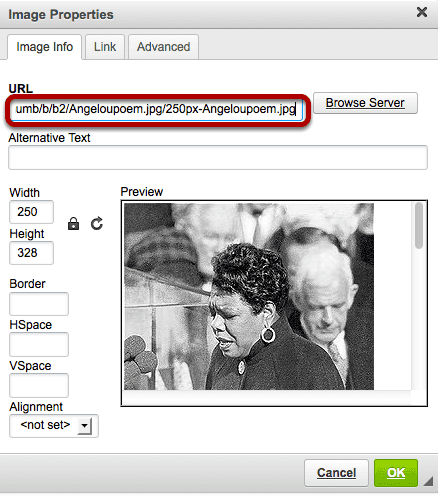 Image Properties
Image Info Link Advanced
URL
umb/b/b2/Angeloupoem.jpg/250px-Angeloupoem.jpg
Browse Server
Alternative Text
Width
250
Height
328
Border
HSpace
VSpace
Alignment
<not set>
Preview
Cancel OK